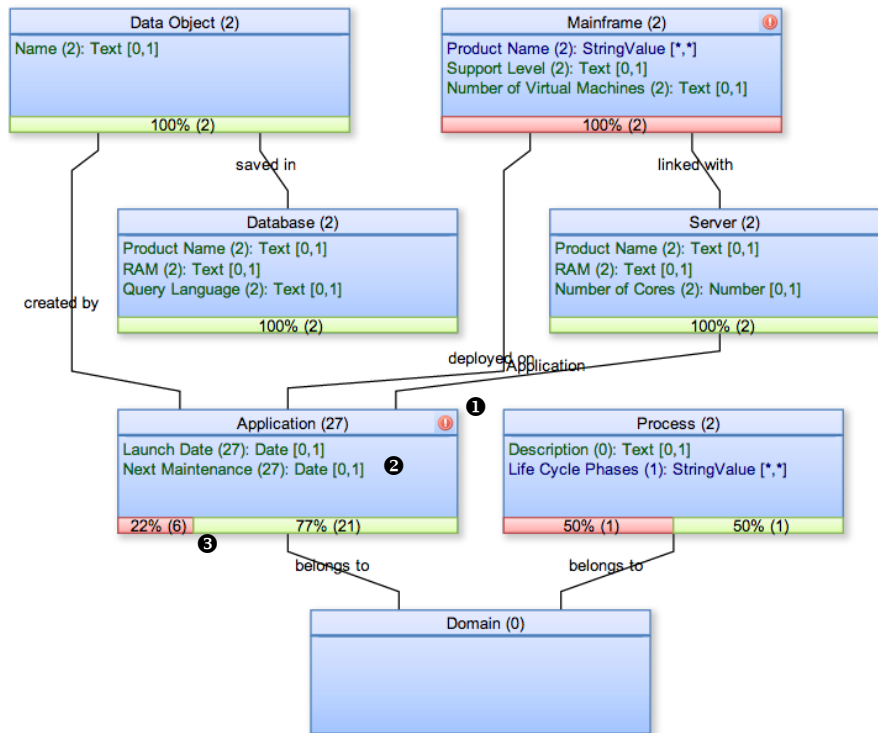 Data Object (2)
Name (2): Text [0,1]
100% (2)
Mainframe (2)
Product Name (2): StringValue [*,*]
Support Level (2): Text [0,1]
Number of Virtual Machines (2): Text [0,1]
100% (2)
saved in
linked with
Database (2)
Product Name (2): Text [0,1]
RAM (2): Text [0,1]
Query Language (2): Text [0,1]
100% (2)
Server (2)
Product Name (2): Text [0,1]
RAM (2): Text [0,1]
Number of Cores (2): Number [0,1]
100% (2)
created by
deployed on
Application
❶
Application (27)
Launch Date (27): Date [0,1]
Next Maintenance (27): Date [0,1]
❷
22% (6)
77% (21)
❸
Process (2)
Description (0): Text [0,1]
Life Cycle Phases (1): StringValue [*,*]
50% (1)
50% (1)
belongs to
belongs to
Domain (0)